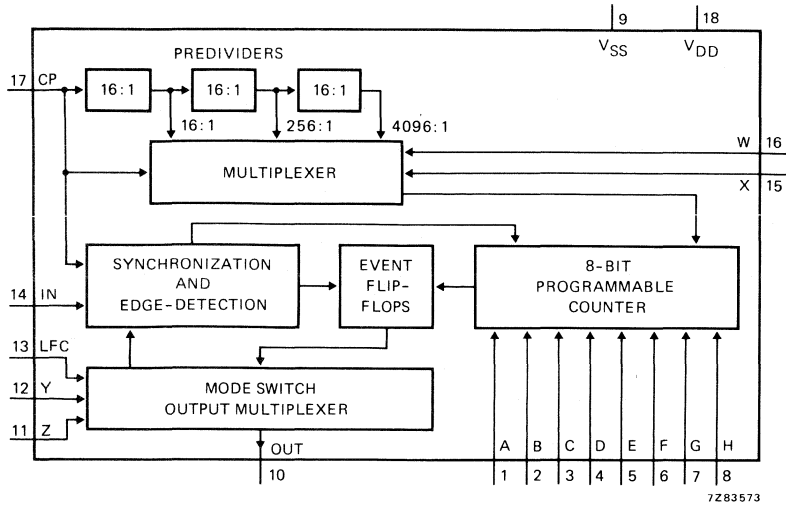 9 18
VSS VDD
PREDIVIDERS
17 CP
16:1 16:1 16:1
16:1 256:1 4096:1
W 16
MULTIPLEXER
X 15
SYNCHRONIZATION
AND
EDGE-DETECTION
EVENT
FLIP-
FLOPS
8-BIT
PROGRAMMABLE
COUNTER
14 IN
13 LFC
12 Y
11 Z
MODE SWITCH
OUTPUT MULTIPLEXER
OUT
10
A B C D E F G H
1 2 3 4 5 6 7 8
7Z83573